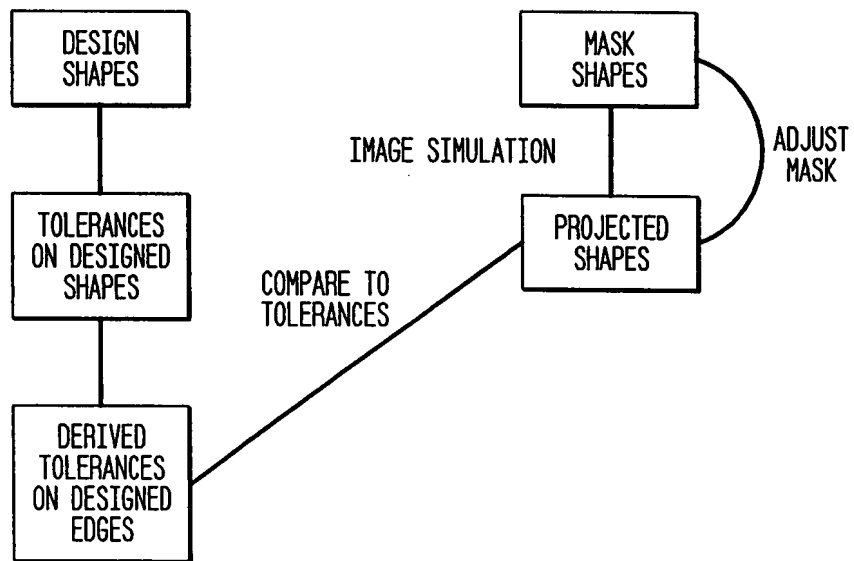 DESIGN
SHAPES
MASK
SHAPES
IMAGE SIMULATION
ADJUST
MASK
TOLERANCES
ON DESIGNED
SHAPES
PROJECTED
SHAPES
COMPARE TO
TOLERANCES
DERIVED
TOLERANCES
ON DESIGNED
EDGES